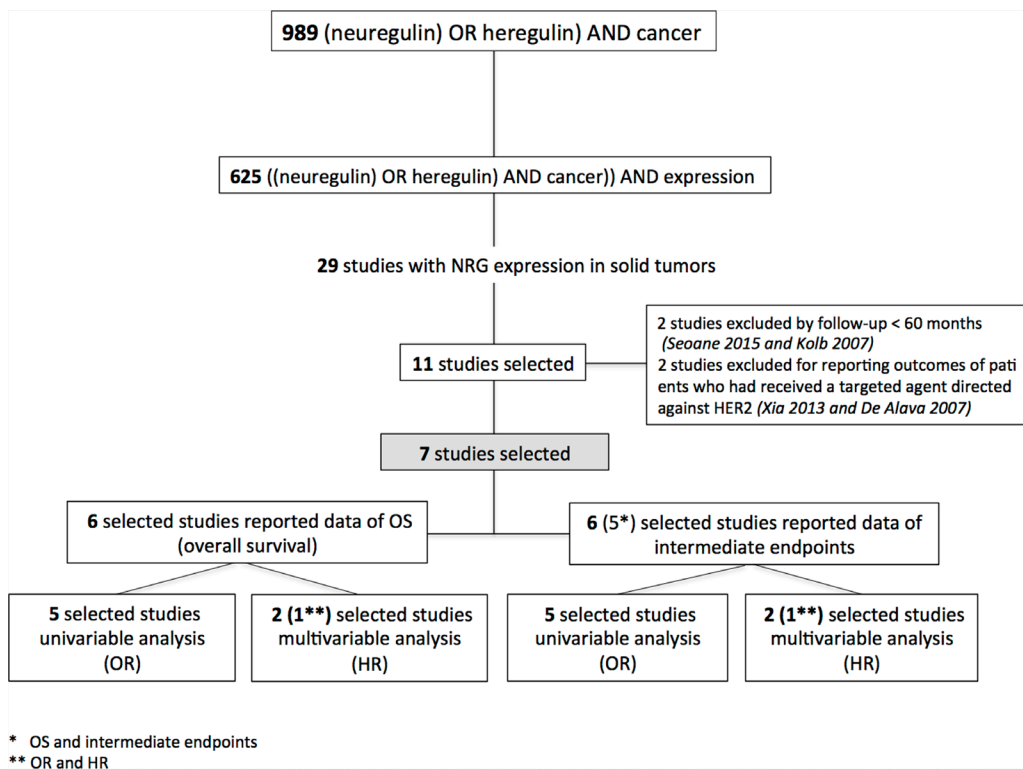 989 (neuregulin) OR heregulin) AND cancer
625 ((neuregulin) OR heregulin) AND cancer)) AND expression
29 studies with NRG expression in solid tumors
11 studies selected
2 studies excluded by follow-up < 60 months
(Seoane 2015 and Kolb 2007)
2 studies excluded for reporting outcomes of pati
ents who had received a targeted agent directed
against HER2 (Xia 2013 and De Alava 2007)
7 studies selected
6 selected studies reported data of OS
(overall survival)
6 (5*) selected studies reported data of
intermediate endpoints
5 selected studies
univariable analysis
(OR)
2 (1**) selected studies
multivariable analysis
(HR)
5 selected studies
univariable analysis
(OR)
2 (1**) selected studies
multivariable analysis
(HR)
* OS and intermediate endpoints
** OR and HR